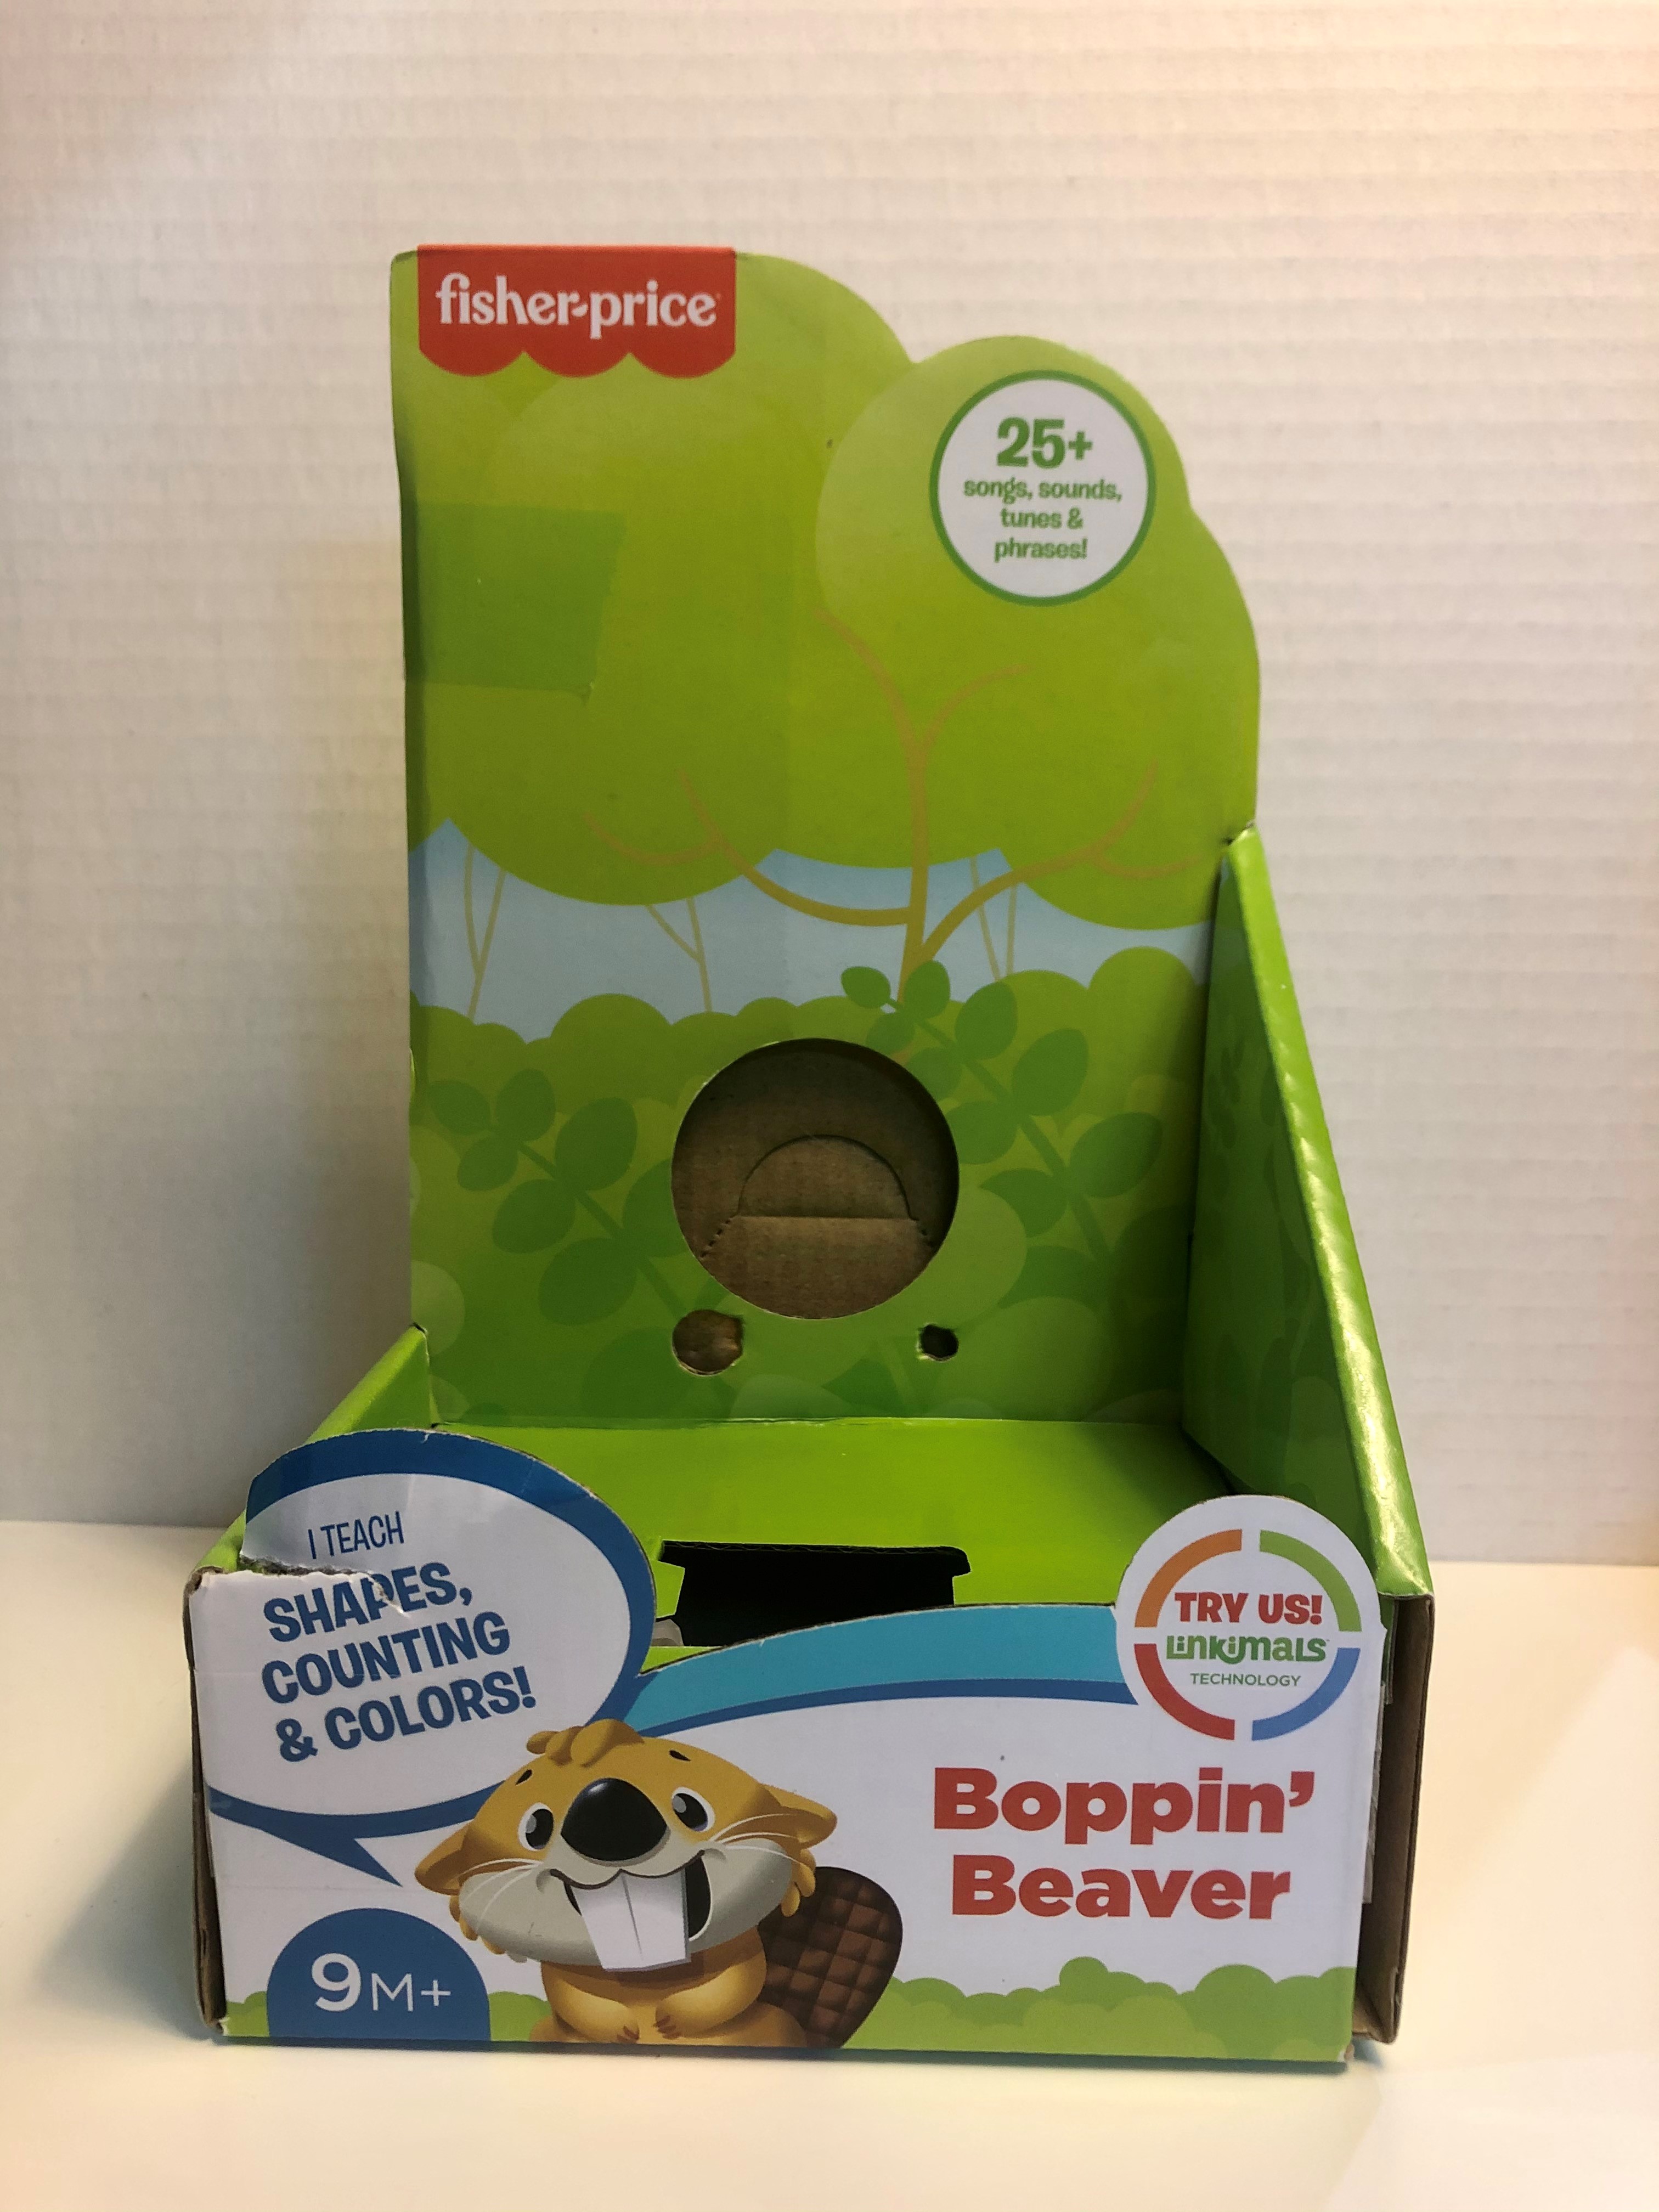 fisher-price
25+
songs, sounds,
tunes &
phrases!
I TEACH
SHAPES,
COUNTING
& COLORS!
TRY US!
Linkimals
TECHNOLOGY
Boppin'
Beaver
9M+